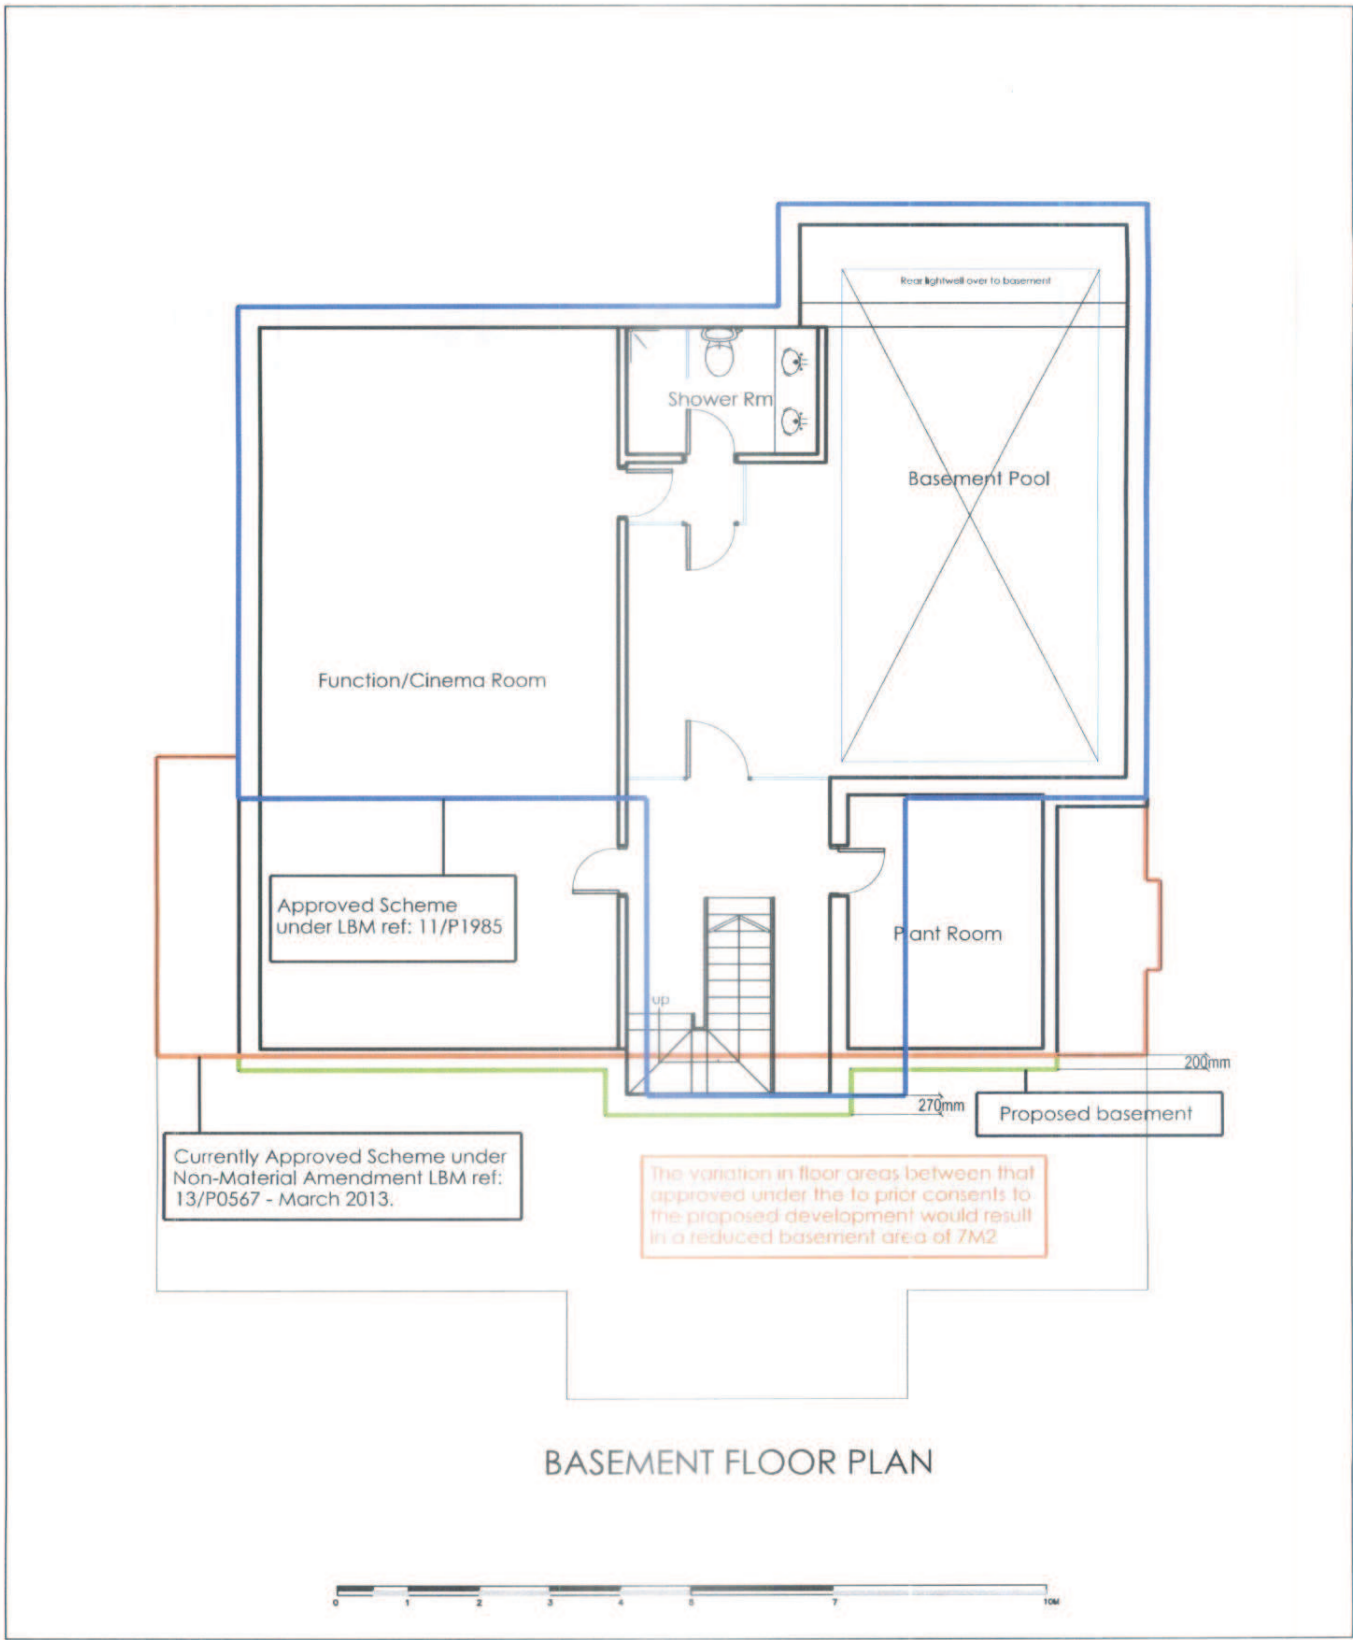 Rear lightwell over to basement
Shower Rm
Basement Pool
Function/Cinema Room
Approved Scheme
under LBM ref: 11/P1985
Plant Room
up
200mm
270mm
Proposed basement
Currently Approved Scheme under
Non-Material Amendment LBM ref:
13/P0567 - March 2013.
The variation in floor areas between that
approved under the to prior consents to
the proposed development would result
in a reduced basement area of 7M2
BASEMENT FLOOR PLAN
0 1 2 3 4 5 7 10M